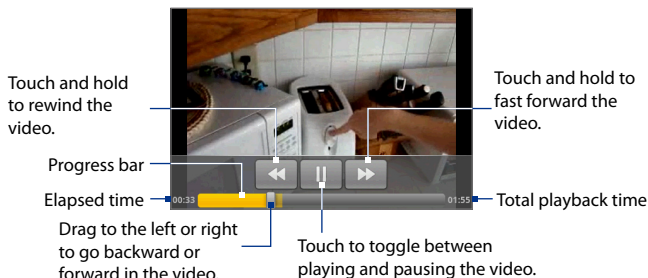 Touch and hold
to rewind the
video.
Touch and hold to
fast forward the
video.
Progress bar
Elapsed time
00:33
01:55
Total playback time
Drag to the left or right
to go backward or
forward in the video
Touch to toggle between
playing and pausing the video.